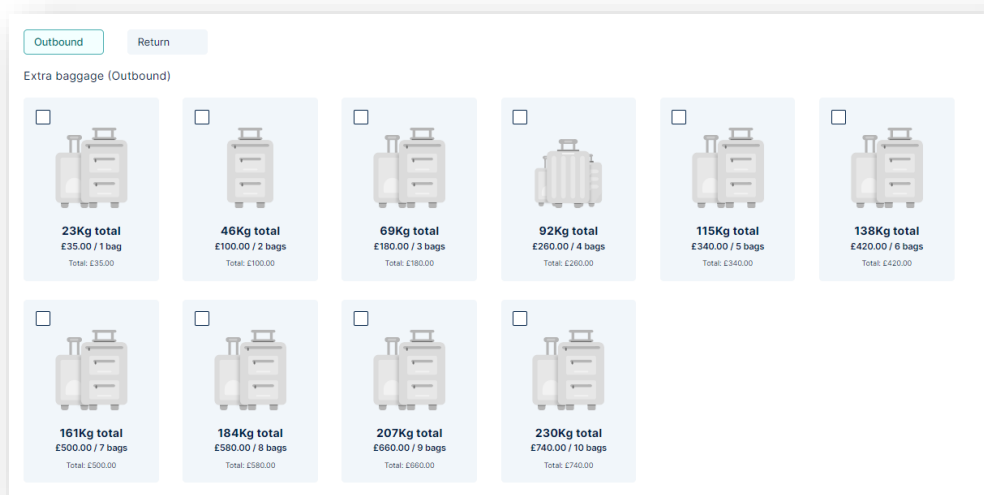 Outbound
Return
Extra baggage (Outbound)
23Kg total
£35.00 / 1 bag
Total: £35.00
46Kg total
£100.00 / 2 bags
Total: £100.00
69Kg total
£180.00 / 3 bags
Total: £180.00
92Kg total
£260.00 / 4 bags
Total: £260.00
115Kg total
£340.00 / 5 bags
Total: £340.00
138Kg total
£420.00 / 6 bags
Total: £420.00
161Kg total
£500.00 / 7 bags
Total: £500.00
184Kg total
£580.00 / 8 bags
Total: £580.00
207Kg total
£660.00 / 9 bags
Total: £660.00
230Kg total
£740.00 / 10 bags
Total: £740.00